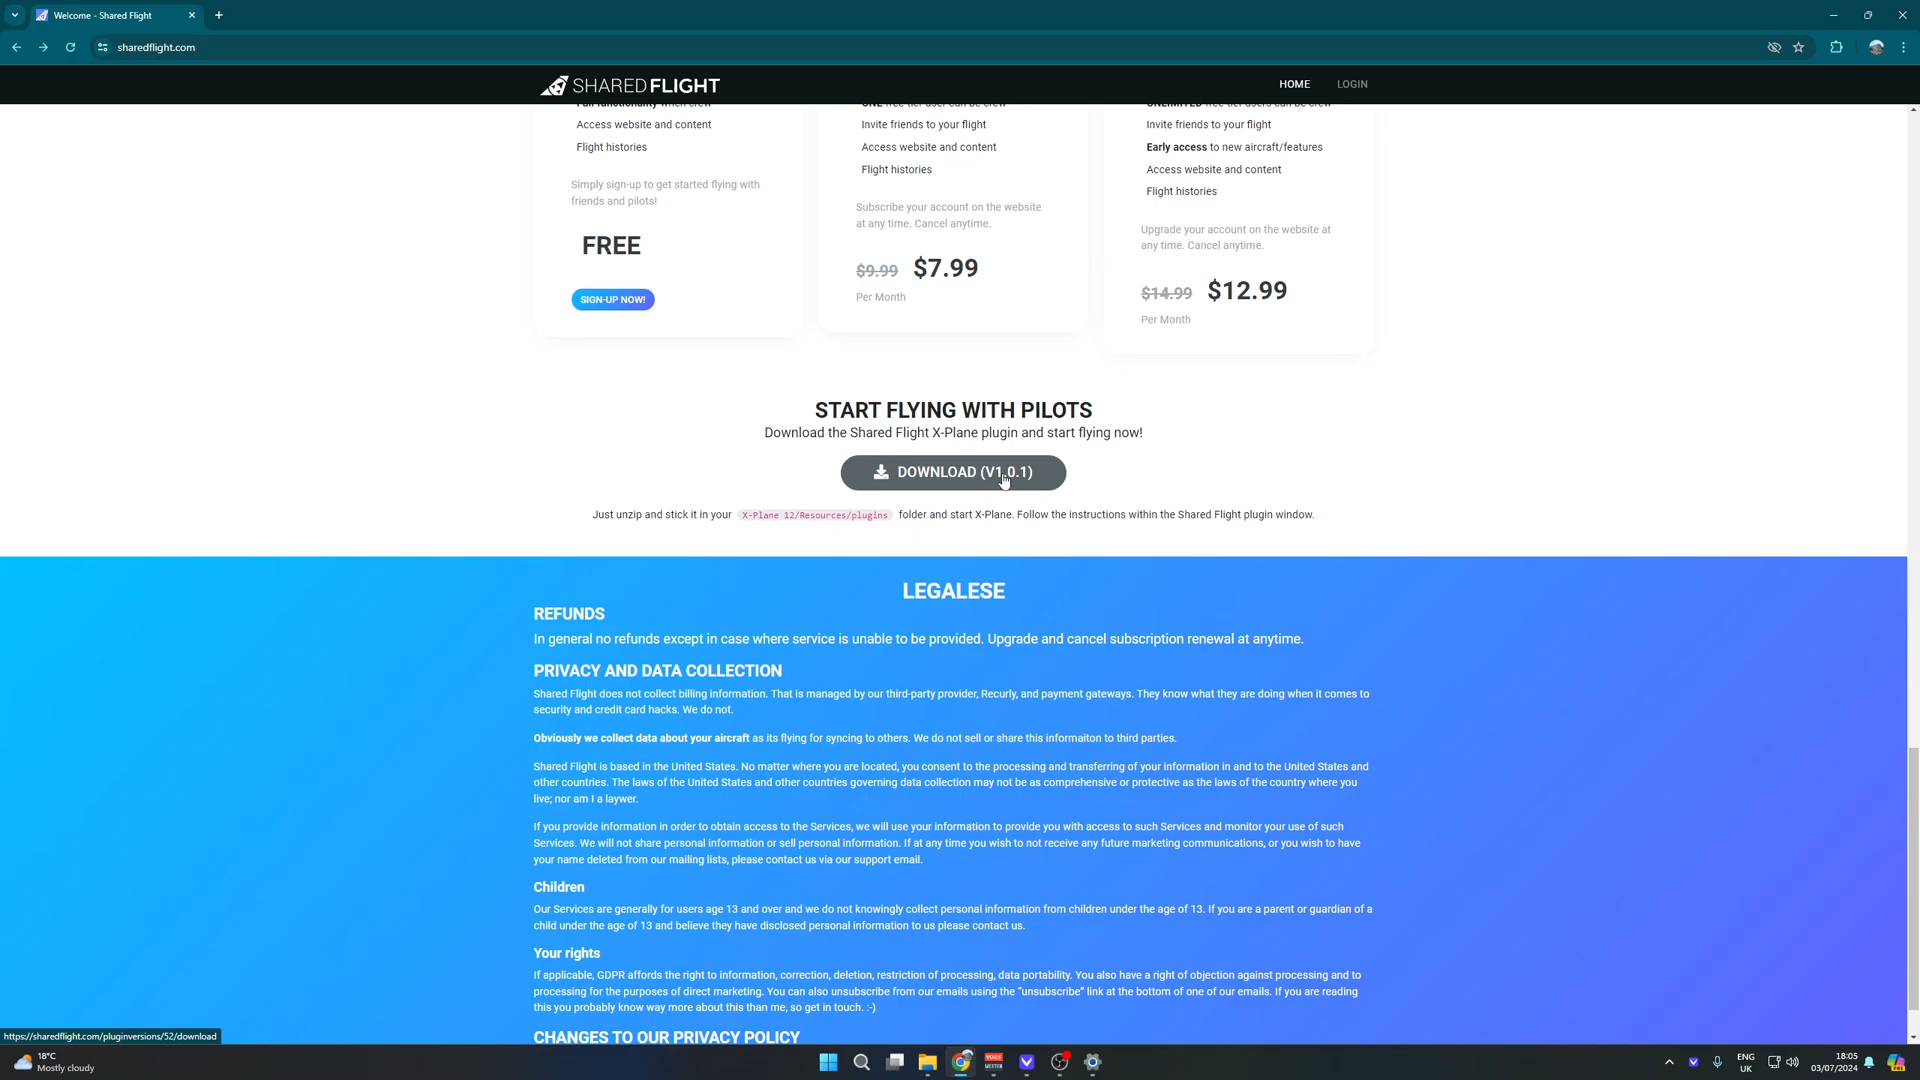 Welcome - Shared Flight
sharedflight.com
SHAREDFLIGHT
HOME
LOGIN
Full functionality when crew
Access website and content
Flight histories
Simply sign-up to get started flying with
friends and pilots!
FREE
SIGN-UP NOW!
ONE free tier user can be crew
Invite friends to your flight
Access website and content
Flight histories
Subscribe your account on the website
at any time. Cancel anytime.
$9.99 $7.99
Per Month
UNLIMITED free tier users can be crew
Invite friends to your flight
Early access to new aircraft/features
Access website and content
Flight histories
Upgrade your account on the website at
any time. Cancel anytime.
$14.99 $12.99
Per Month
START FLYING WITH PILOTS
Download the Shared Flight X-Plane plugin and start flying now!
DOWNLOAD (V1.0.1)
Just unzip and stick it in your X-Plane 12/Resources/plugins folder and start X-Plane. Follow the instructions within the Shared Flight plugin window.
LEGALESE
REFUNDS
In general no refunds except in case where service is unable to be provided. Upgrade and cancel subscription renewal at anytime.
PRIVACY AND DATA COLLECTION
Shared Flight does not collect billing information. That is managed by our third-party provider, Recurly, and payment gateways. They know what they are doing when it comes to
security and credit card hacks. We do not.
Obviously we collect data about your aircraft as its flying for syncing to others. We do not sell or share this informaiton to third parties.
Shared Flight is based in the United States. No matter where you are located, you consent to the processing and transferring of your information in and to the United States and
other countries. The laws of the United States and other countries governing data collection may not be as comprehensive or protective as the laws of the country where you
live; nor am I a laywer.
If you provide information in order to obtain access to the Services, we will use your information to provide you with access to such Services and monitor your use of such
Services. We will not share personal information or sell personal information. If at any time you wish to not receive any future marketing communications, or you wish to have
your name deleted from our mailing lists, please contact us via our support email.
Children
Our Services are generally for users age 13 and over and we do not knowingly collect personal information from children under the age of 13. If you are a parent or guardian of a
child under the age of 13 and believe they have disclosed personal information to us please contact us.
Your rights
If applicable, GDPR affords the right to information, correction, deletion, restriction of processing, data portability. You also have a right of objection against processing and to
processing for the purposes of direct marketing. You can also unsubscribe from our emails using the "unsubscribe" link at the bottom of one of our emails. If you are reading
this you probably know way more about this than me, so get in touch. :-)
CHANGES TO OUR PRIVACY POLICY
https://sharedflight.com/pluginversions/52/download
18°C
Mostly cloudy
VOICE
MEETER
ENG
UK
18:05
03/07/2024
PRE